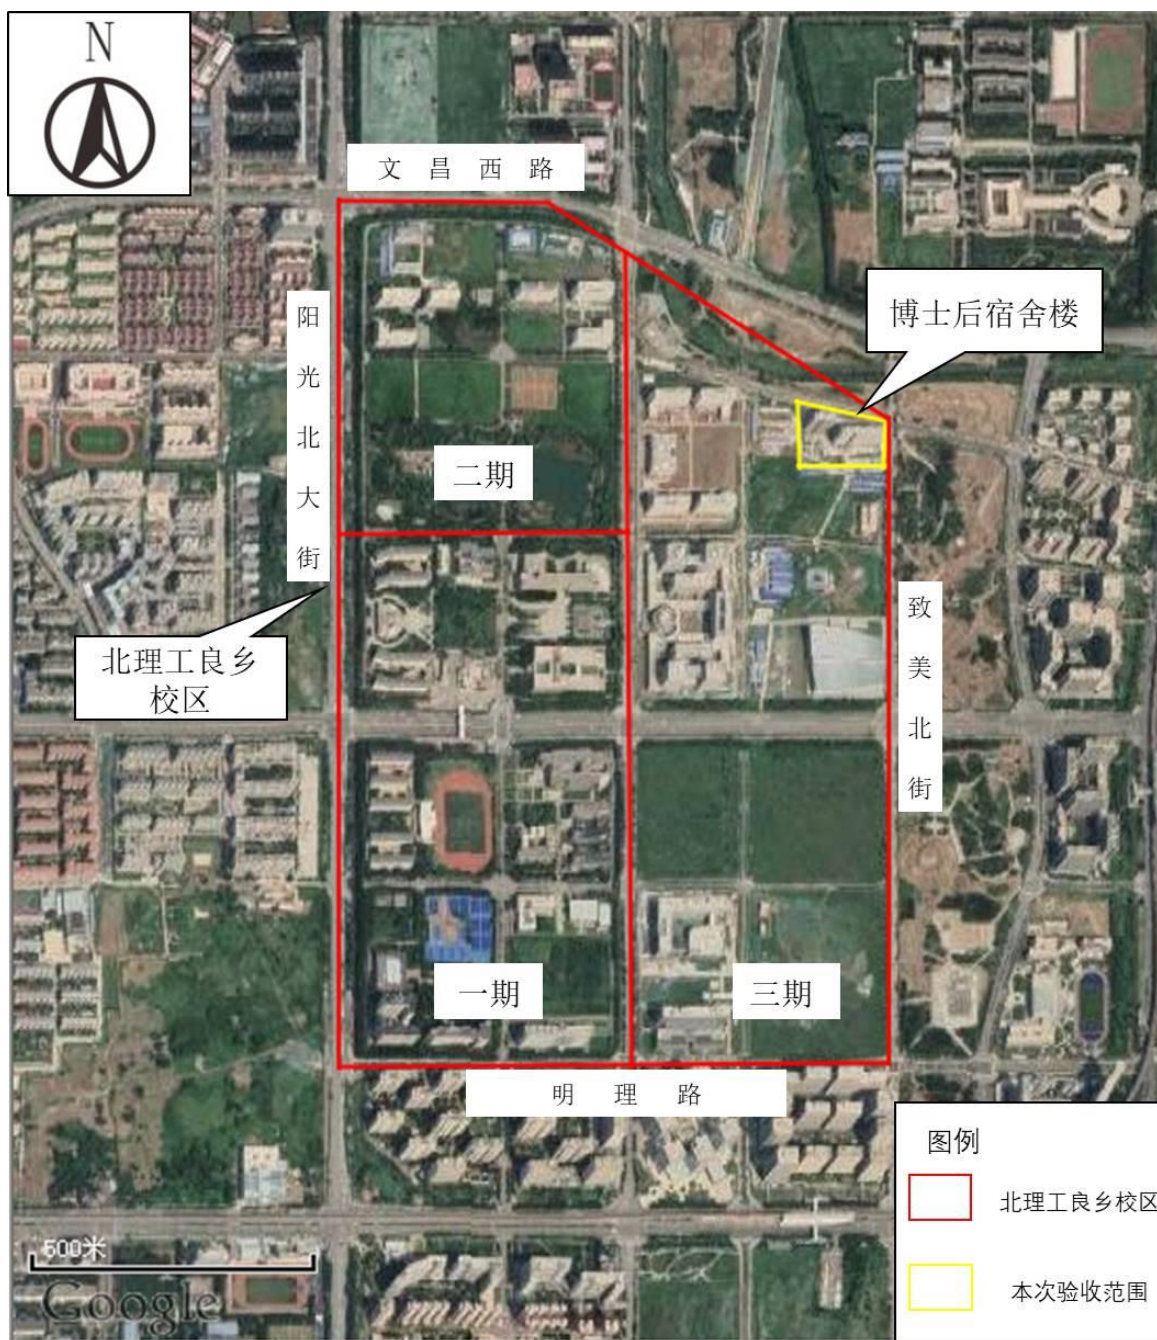 N
文昌西路
博士后宿舍楼
阳光北大街
二期
致美北街
北理工良乡
校区
一期
三期
明理路
图例
北理工良乡校区
本次验收范围
500米
Google